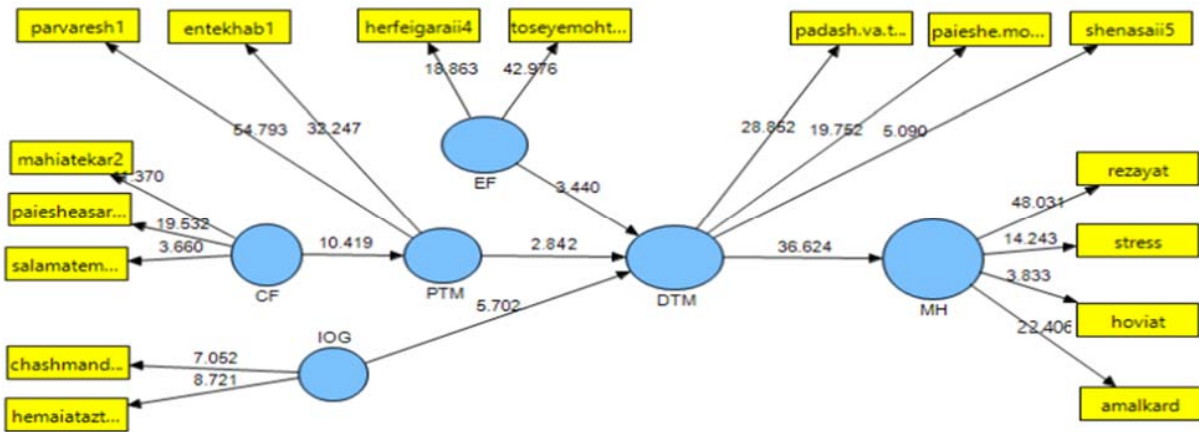 parvaresh1
entekhab1
herfeigaraii4
toseyemoht...
padash.va.t...
paieshe.mo...
shenasaii5
18.863
42.976
54.793
32.247
28.852
19.752
5.090
mahiatekar2
.370
EF
3.440
rezayat
48.031
paiesheasar...
19.532
3.660
10.419
2.842
36.624
14.243
stress
salamatem...
CF
PTM
DTM
MH
3.833
5.702
hoviat
IOG
22.406
chashmand...
7.052
8.721
hemaiatazt...
amalkard